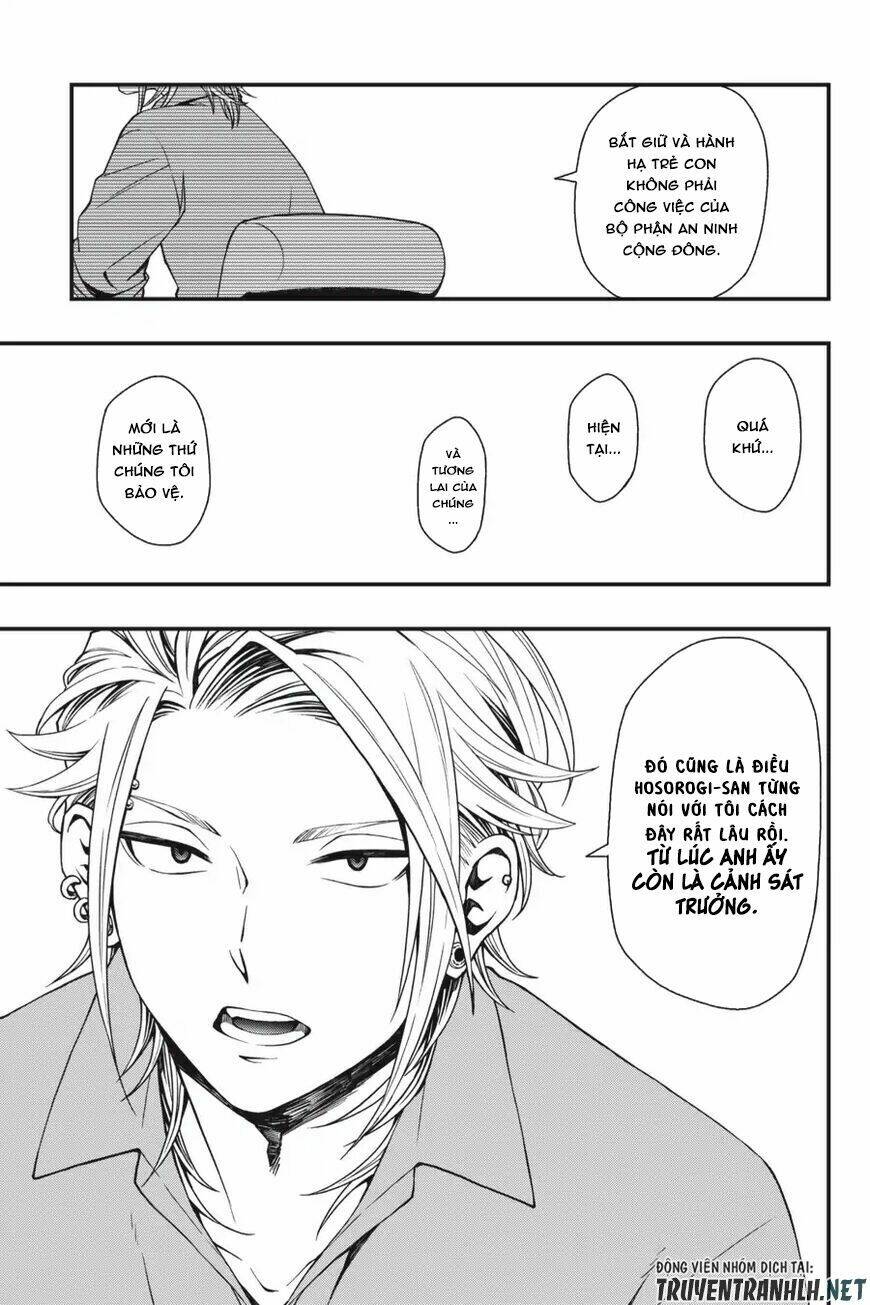 BẮT GIỮ VÀ HÀNH
HẠ TRẺ CON
KHÔNG PHẢI
CÔNG VIỆC CỦA
BỘ PHẬN AN NINH
CỘNG ĐÔNG.
QUÁ
KHỨ...
HIỆN
TẠI...
VÀ
TƯƠNG
LAI CỦA
CHÚNG
...
MỚI LÀ
NHỮNG THỨ
CHÚNG TÔI
BẢO VỆ.
ĐÓ CŨNG LÀ ĐIỀU
HOSOROGI-SAN TỪNG
NÓI VỚI TÔI CÁCH
ĐÂY RẤT LÂU RỒI.
TỪ LÚC ANH ẤY
CÒN LÀ CẢNH SÁT
TRƯỞNG.
ĐỘNG VIÊN NHÓM DỊCH TẠI:
TRUYENTRANHLH.NET